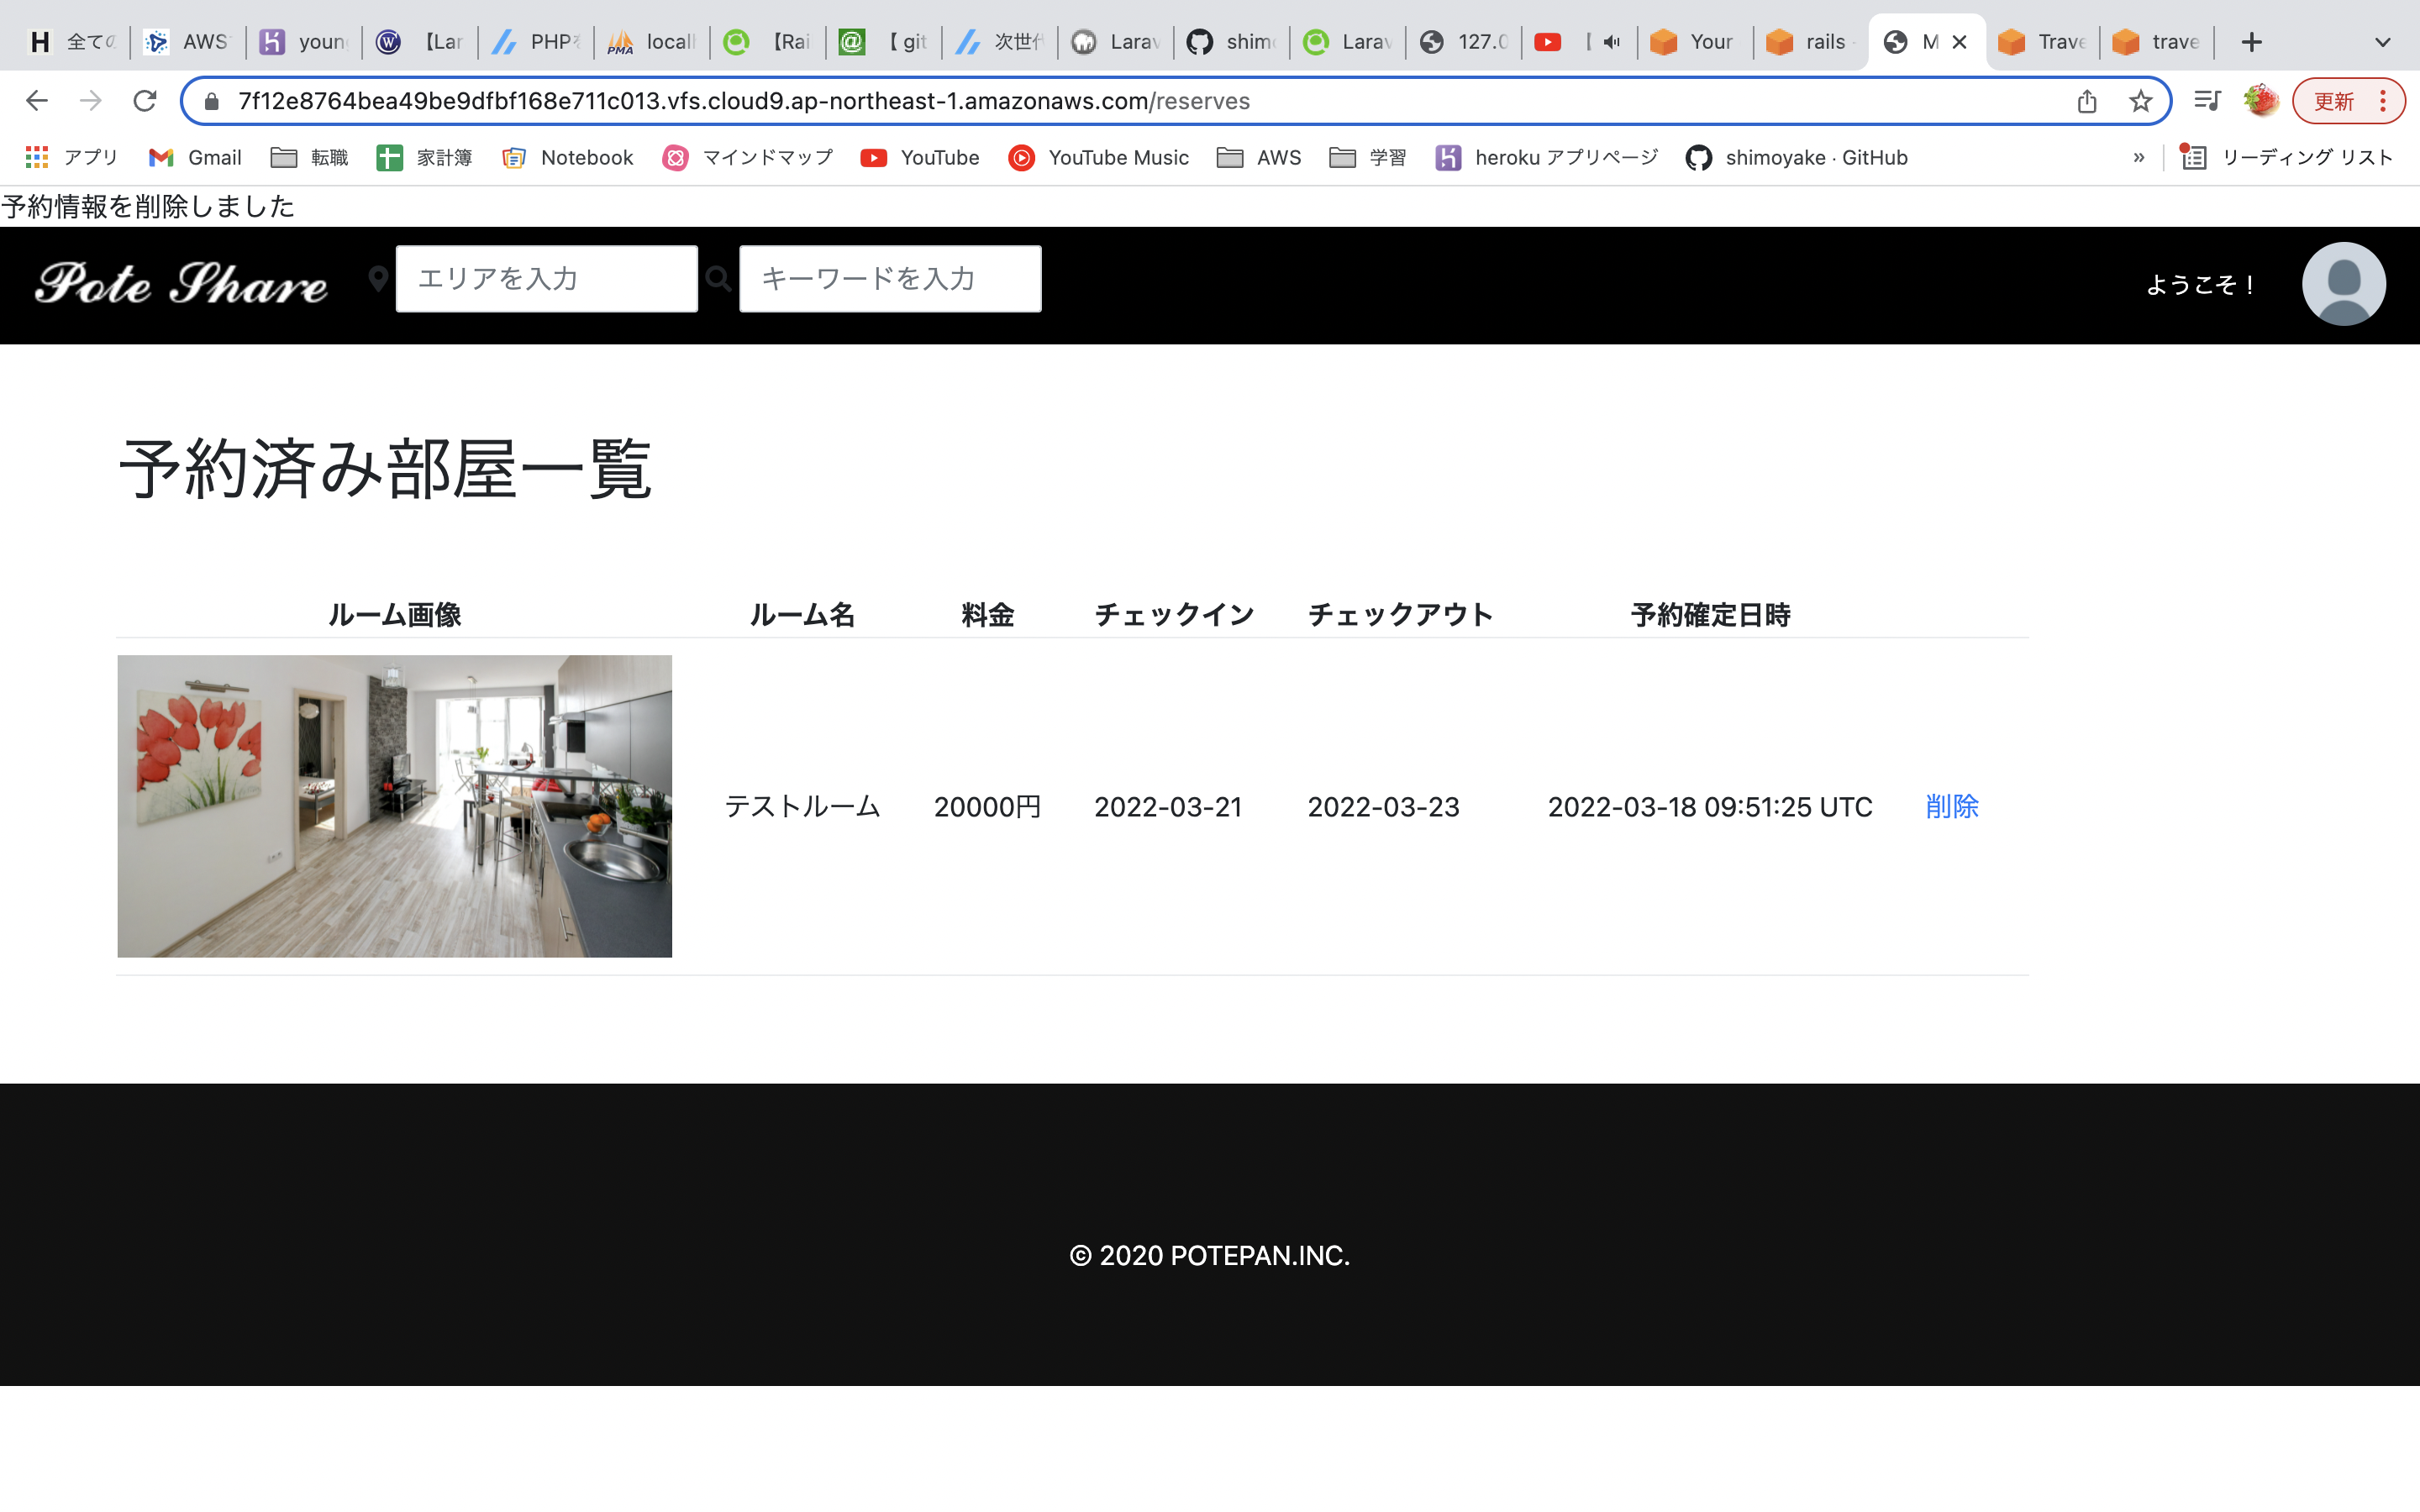 全ての AWS youn 【Lar PHPを locall 【Rai 【 git 次世代 Larav shimo Larav 127.0 【 Your rails - M Trave trave
7f12e8764bea49be9dfbf168e711c013.vfs.cloud9.ap-northeast-1.amazonaws.com/reserves 更新
アプリ Gmail 転職 家計簿 Notebook マインドマップ YouTube YouTube Music AWS 学習 heroku アプリページ shimoyake · GitHub » リーディング リスト
予約情報を削除しました
Pote Share エリアを入力 キーワードを入力 ようこそ！
予約済み部屋一覧
ルーム画像 ルーム名 料金 チェックイン チェックアウト 予約確定日時
テストルーム 20000円 2022-03-21 2022-03-23 2022-03-18 09:51:25 UTC 削除
© 2020 POTEPAN.INC.